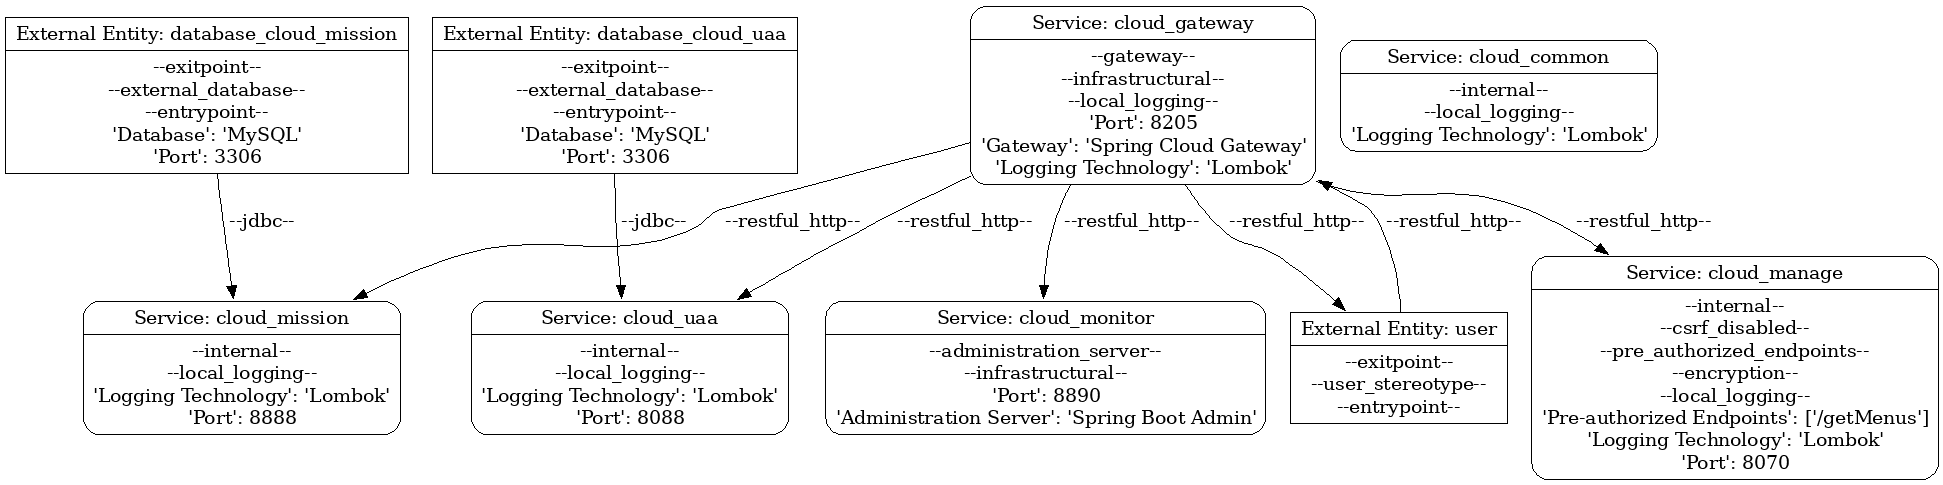 External Entity: database_cloud_mission
--exitpoint--
--external_database--
--entrypoint--
'Database': 'MySQL'
'Port': 3306
External Entity: database_cloud_uaa
--exitpoint--
--external_database--
--entrypoint--
'Database': 'MySQL'
'Port': 3306
Service: cloud_gateway
--gateway--
--infrastructural--
--local_logging--
'Port': 8205
'Gateway': 'Spring Cloud Gateway'
'Logging Technology': 'Lombok'
Service: cloud_common
--internal--
--local_logging--
'Logging Technology': 'Lombok'
--jdbc--
--jdbc--
--restful_http--
--restful_http--
--restful_http--
--restful_http--
--restful_http--
--restful_http--
Service: cloud_mission
--internal--
--local_logging--
'Logging Technology': 'Lombok'
'Port': 8888
Service: cloud_uaa
--internal--
--local_logging--
'Logging Technology': 'Lombok'
'Port': 8088
Service: cloud_monitor
--administration_server--
--infrastructural--
'Port': 8890
'Administration Server': 'Spring Boot Admin'
External Entity: user
--exitpoint--
--user_stereotype--
--entrypoint--
Service: cloud_manage
--internal--
--csrf_disabled--
--pre_authorized_endpoints--
--encryption--
--local_logging--
'Pre-authorized Endpoints': ['/getMenus']
'Logging Technology': 'Lombok'
'Port': 8070